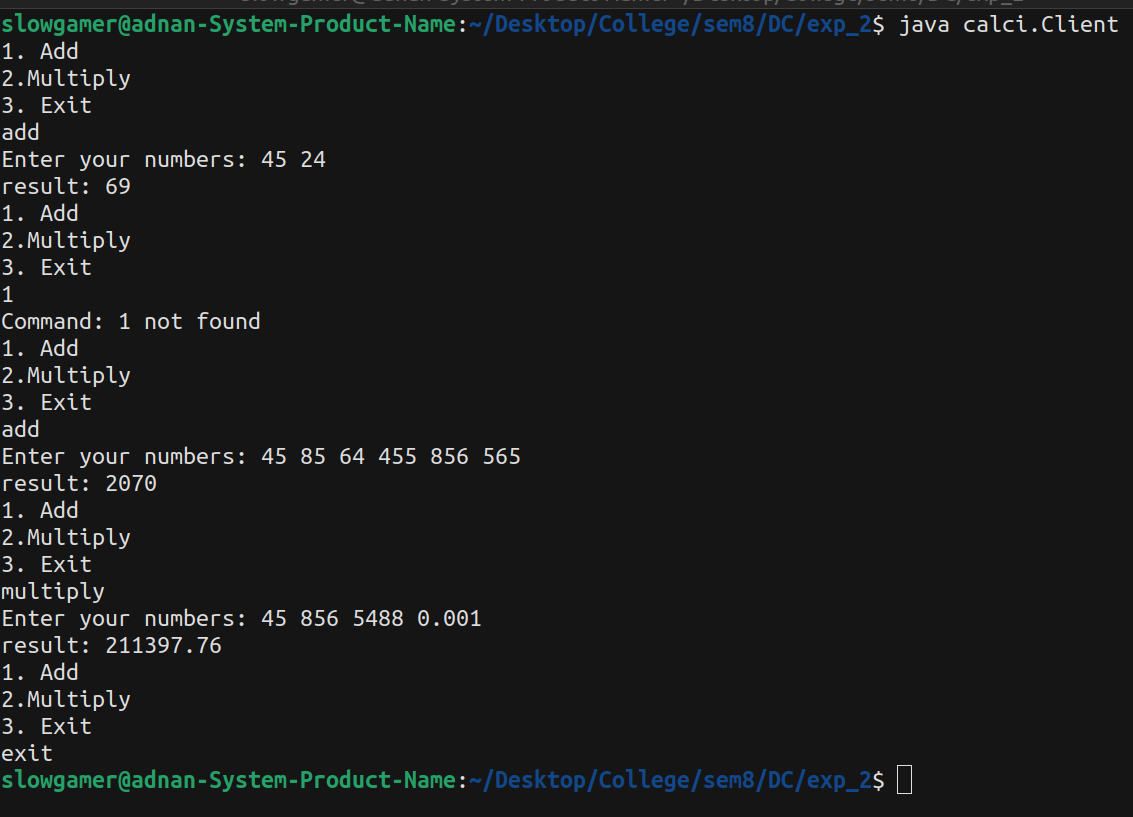 slowgamer@adnan-System-Product-Name:~/Desktop/College/sem8/DC/exp_2$ java calci.Client
1. Add
2.Multiply
3. Exit
add
Enter your numbers: 45 24
result: 69
1. Add
2.Multiply
3. Exit
1
Command: 1 not found
1. Add
2.Multiply
3. Exit
add
Enter your numbers: 45 85 64 455 856 565
result: 2070
1. Add
2.Multiply
3. Exit
multiply
Enter your numbers: 45 856 5488 0.001
result: 211397.76
1. Add
2.Multiply
3. Exit
exit
slowgamer@adnan-System-Product-Name:~/Desktop/College/sem8/DC/exp_2$